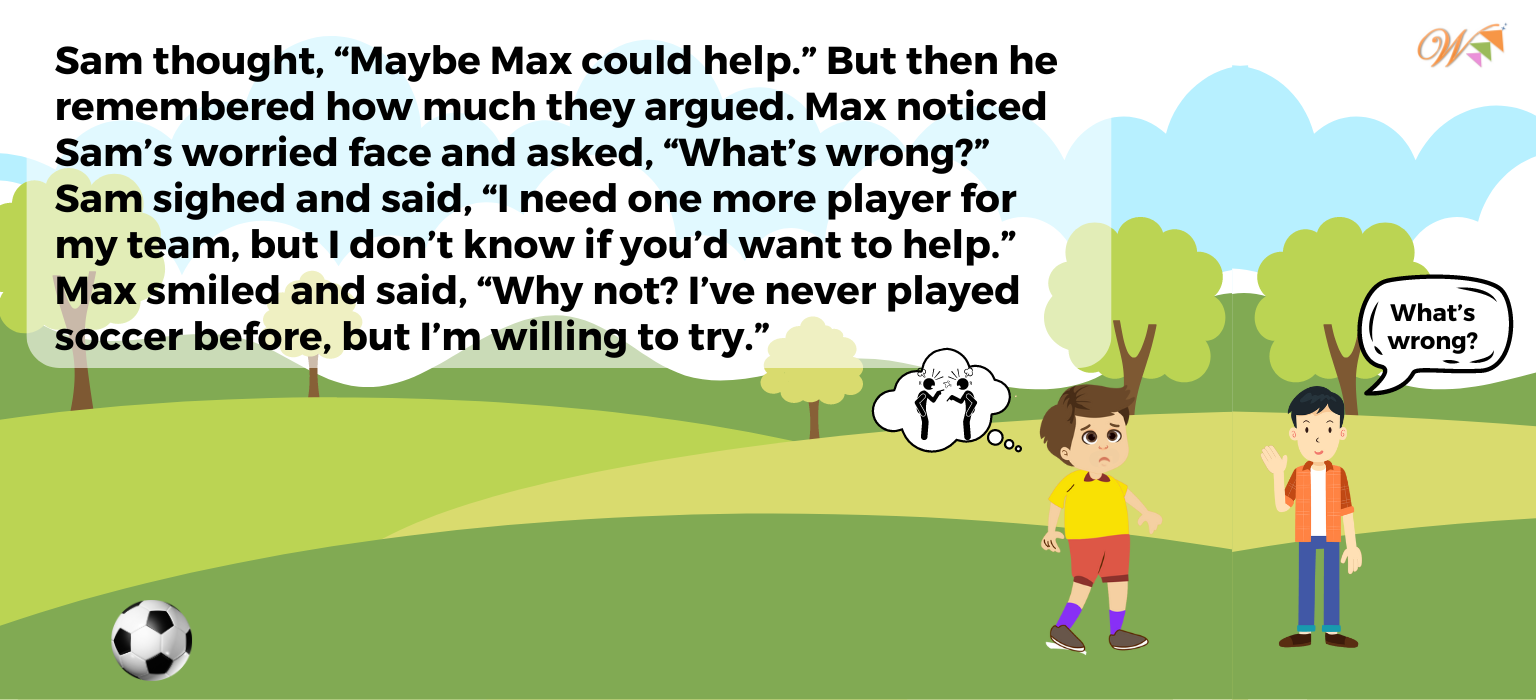 Sam thought, “Maybe Max could help.” But then he
remembered how much they argued. Max noticed
Sam’s worried face and asked, “What’s wrong?”
Sam sighed and said, “I need one more player for
my team, but I don’t know if you’d want to help.”
Max smiled and said, “Why not? I’ve never played
soccer before, but I’m willing to try.”
What’s
wrong?
W